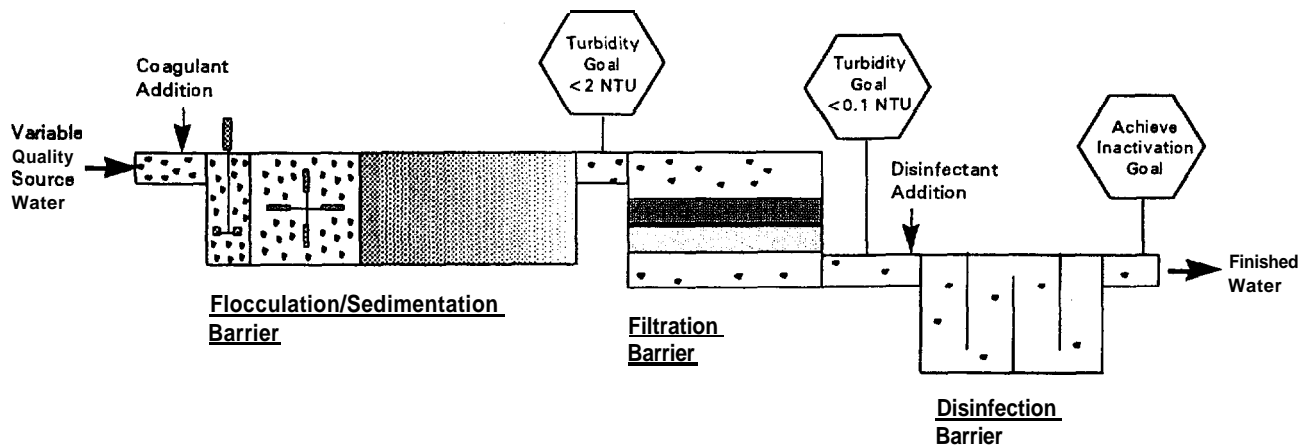 Variable
Quality
Source
Water
Coagulant
Addition
Flocculation/Sedimentation
Barrier
Turbidity
Goal
<2 NTU
Filtration
Barrier
Turbidity
Goal
<0.1 NTU
Disinfectant
Addition
Disinfection
Barrier
Achieve
Inactivation
Goal
Finished
Water